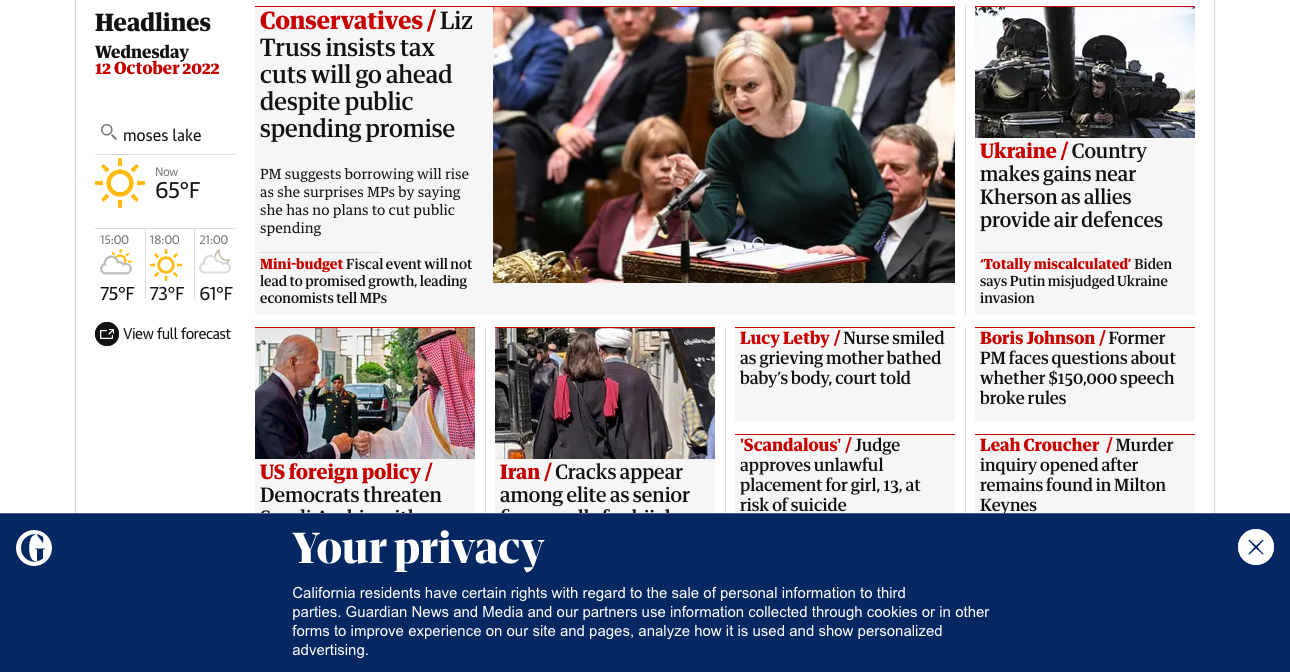 Headlines
Wednesday
12 October 2022
moses lake
Now
65°F
15:00
18:00
21:00
75°F
73°F
61°F
View full forecast
Conservatives / Liz
Truss insists tax
cuts will go ahead
despite public
spending promise
PM suggests borrowing will rise
as she surprises MPs by saying
she has no plans to cut public
spending
Mini-budget Fiscal event will not
lead to promised growth, leading
economists tell MPs
Ukraine / Country
makes gains near
Kherson as allies
provide air defences
‘Totally miscalculated’ Biden
says Putin misjudged Ukraine
invasion
US foreign policy /
Democrats threaten
Iran / Cracks appear
among elite as senior
Lucy Letby / Nurse smiled
as grieving mother bathed
baby’s body, court told
'Scandalous' / Judge
approves unlawful
placement for girl, 13, at
risk of suicide
Boris Johnson / Former
PM faces questions about
whether $150,000 speech
broke rules
Leah Croucher / Murder
inquiry opened after
remains found in Milton
Keynes
Your privacy
California residents have certain rights with regard to the sale of personal information to third
parties. Guardian News and Media and our partners use information collected through cookies or in other
forms to improve experience on our site and pages, analyze how it is used and show personalized
advertising.